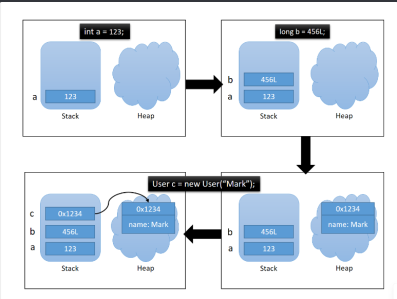 int a = 123;
a 123
Stack Heap
long b = 456L;
b 456L
a 123
Stack Heap
User c = new User("Mark");
c 0x1234 0x1234
b 456L name: Mark
a 123
Stack Heap
0x1234
b 456L name: Mark
a 123
Stack Heap